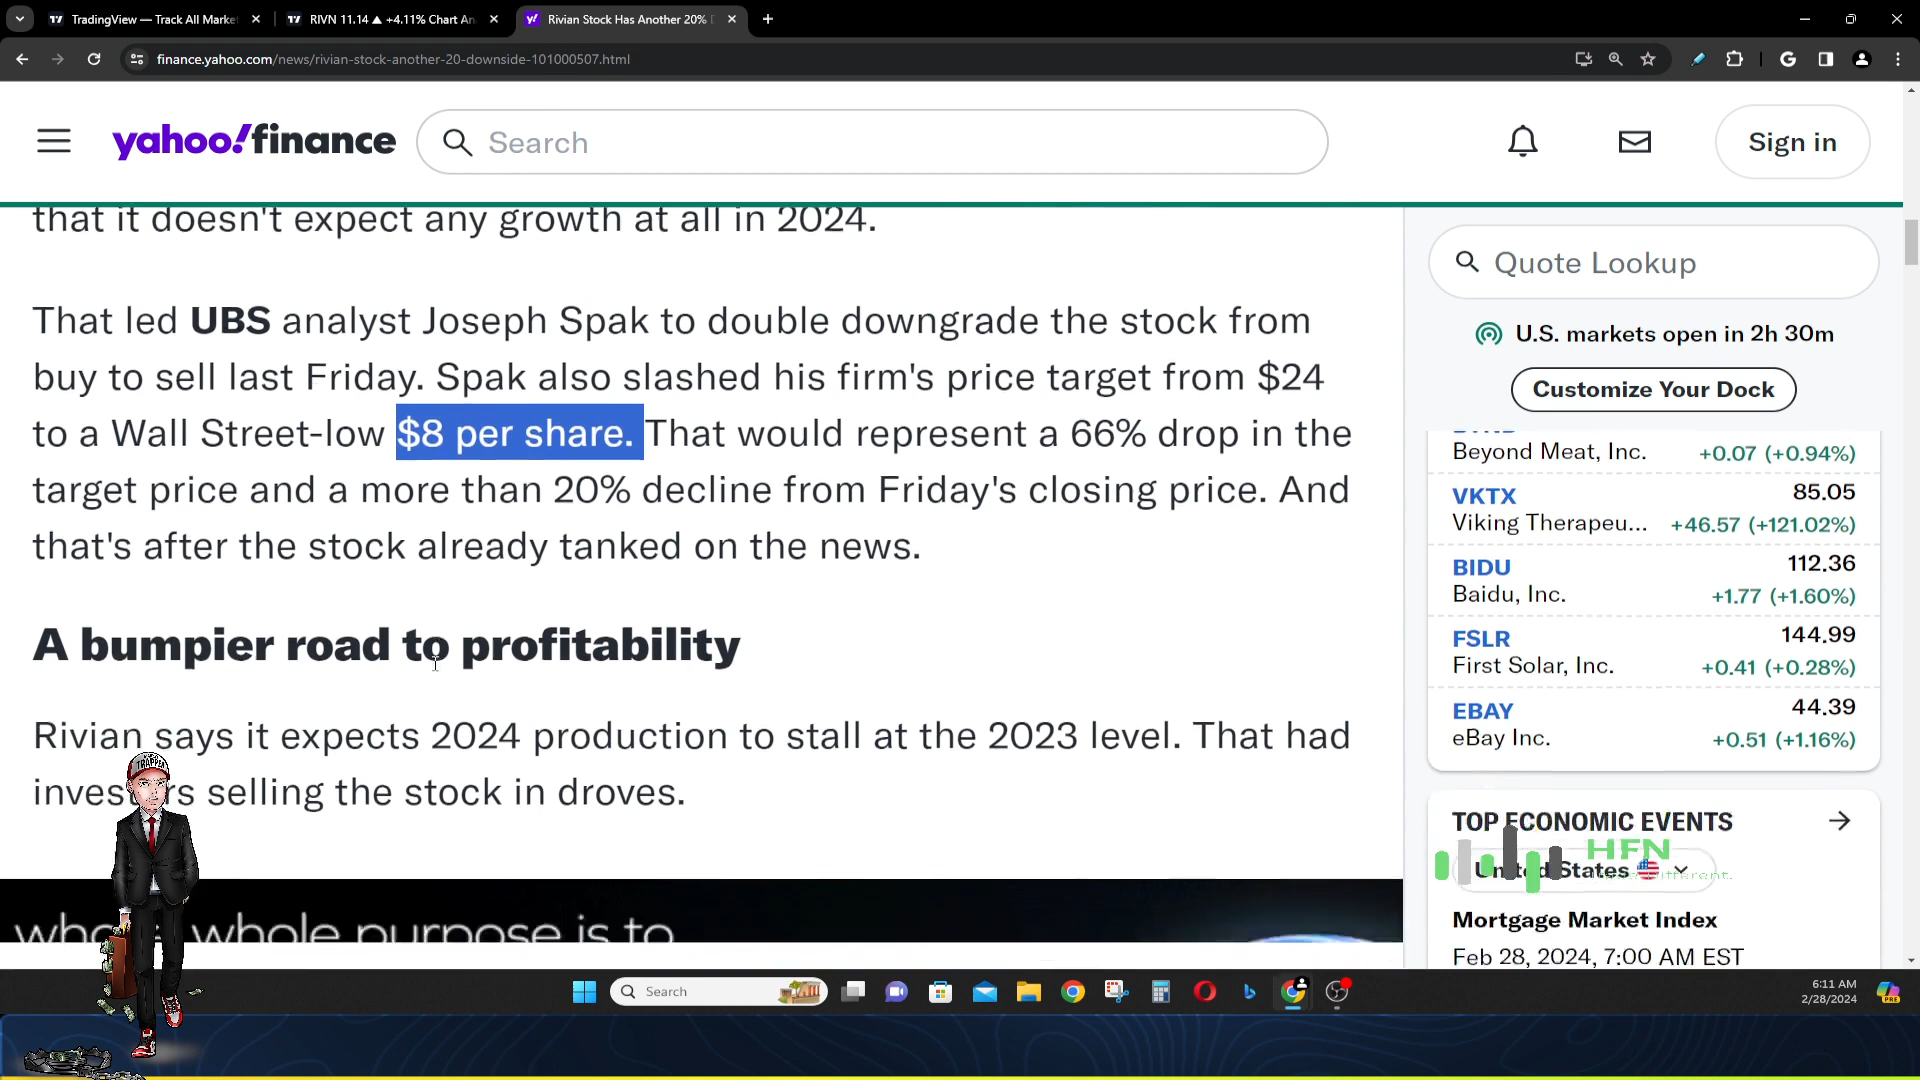 TradingView — Track All Marke
RIVN 11.14 ▲ +4.11% Chart An
Rivian Stock Has Another 20% D
finance.yahoo.com/news/rivian-stock-another-20-downside-101000507.html
yahoo!finance
Search
Sign in
that it doesn't expect any growth at all in 2024.
That led UBS analyst Joseph Spak to double downgrade the stock from
buy to sell last Friday. Spak also slashed his firm's price target from $24
to a Wall Street-low $8 per share. That would represent a 66% drop in the
target price and a more than 20% decline from Friday's closing price. And
that's after the stock already tanked on the news.
A bumpier road to profitability
Rivian says it expects 2024 production to stall at the 2023 level. That had
investors selling the stock in droves.
whole purpose is to
Quote Lookup
U.S. markets open in 2h 30m
Customize Your Dock
Beyond Meat, Inc. +0.07 (+0.94%)
VKTX 85.05
Viking Therapeu... +46.57 (+121.02%)
BIDU 112.36
Baidu, Inc. +1.77 (+1.60%)
FSLR 144.99
First Solar, Inc. +0.41 (+0.28%)
EBAY 44.39
eBay Inc. +0.51 (+1.16%)
TOP ECONOMIC EVENTS
HFN
United States
Mortgage Market Index
Feb 28, 2024, 7:00 AM EST
TRAPPER
Search
6:11 AM
2/28/2024
PRE